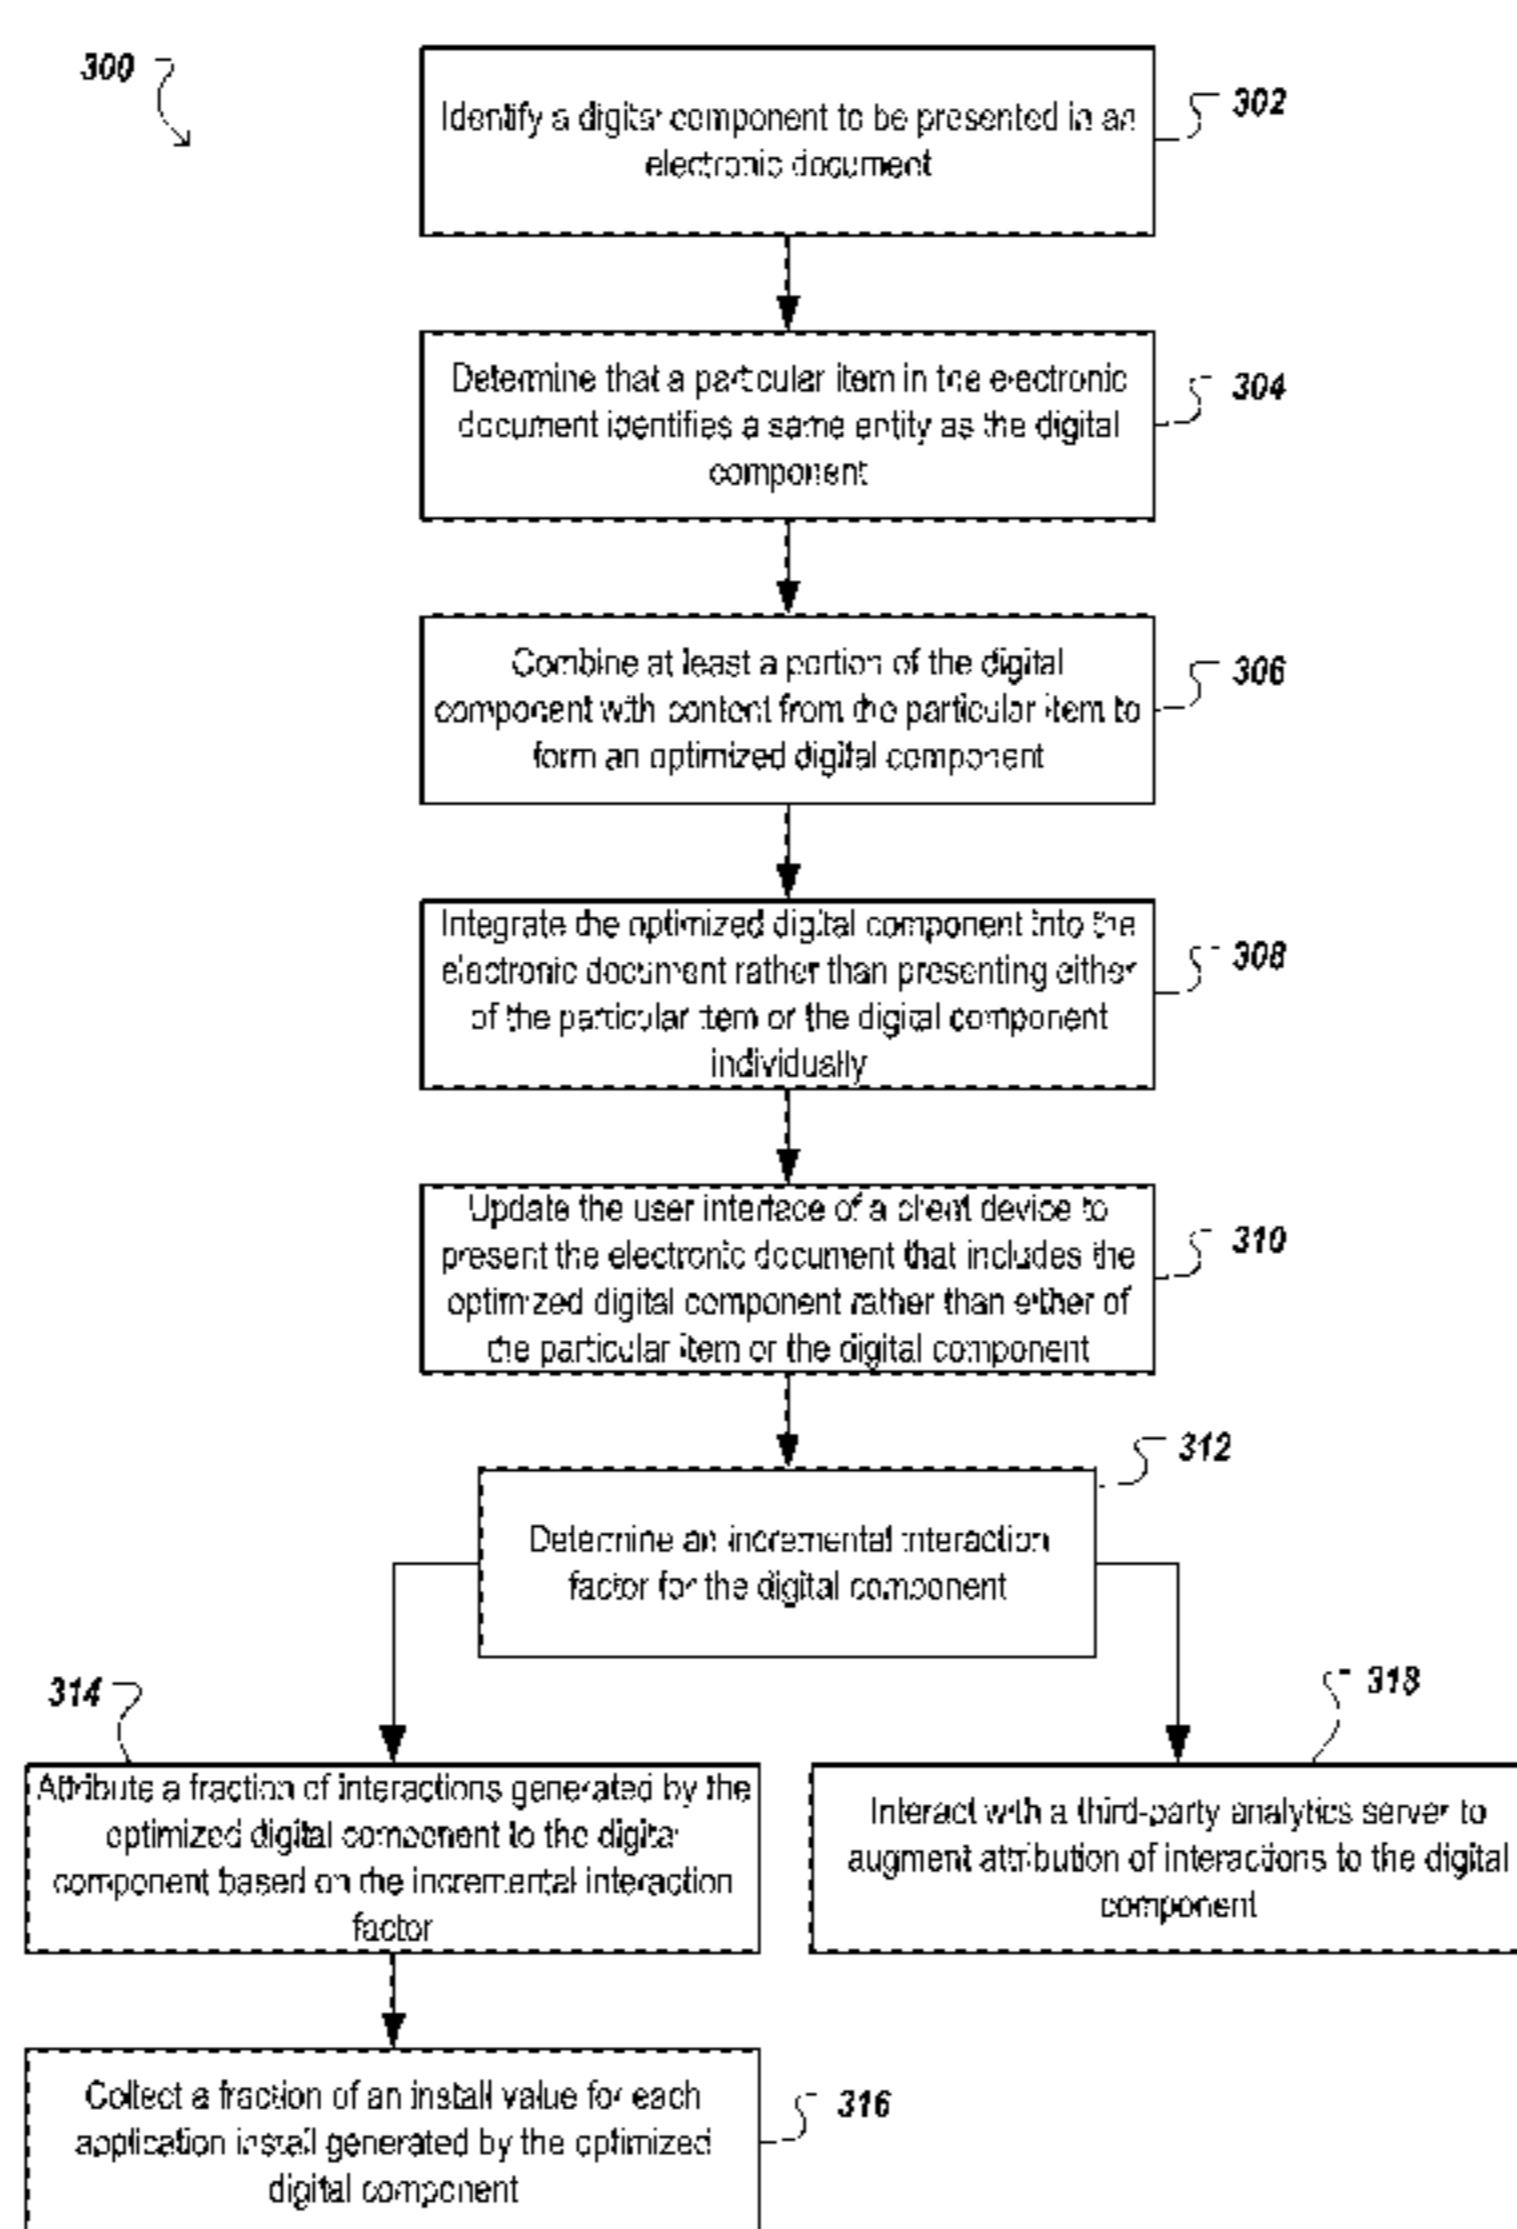 300
Identify a digital component to be presented in an
electronic document
302
Determine that a particular item in the electronic
document identifies a same entity as the digital
component
304
Combine at least a portion of the digital
component with content from the particular item to
form an optimized digital component
306
Integrate the optimized digital component into the
electronic document rather than presenting either
of the particular item or the digital component
individually
308
Update the user interface of a client device to
present the electronic document that includes the
optimized digital component rather than either of
the particular item or the digital component
310
312
Determine an incremental interaction
factor for the digital component
314
Attribute a fraction of interactions generated by the
optimized digital component to the digital
component based on the incremental interaction
factor
318
Interact with a third-party analytics server to
augment attribution of interactions to the digital
component
Collect a fraction of an install value for each
application install generated by the optimized
digital component
316